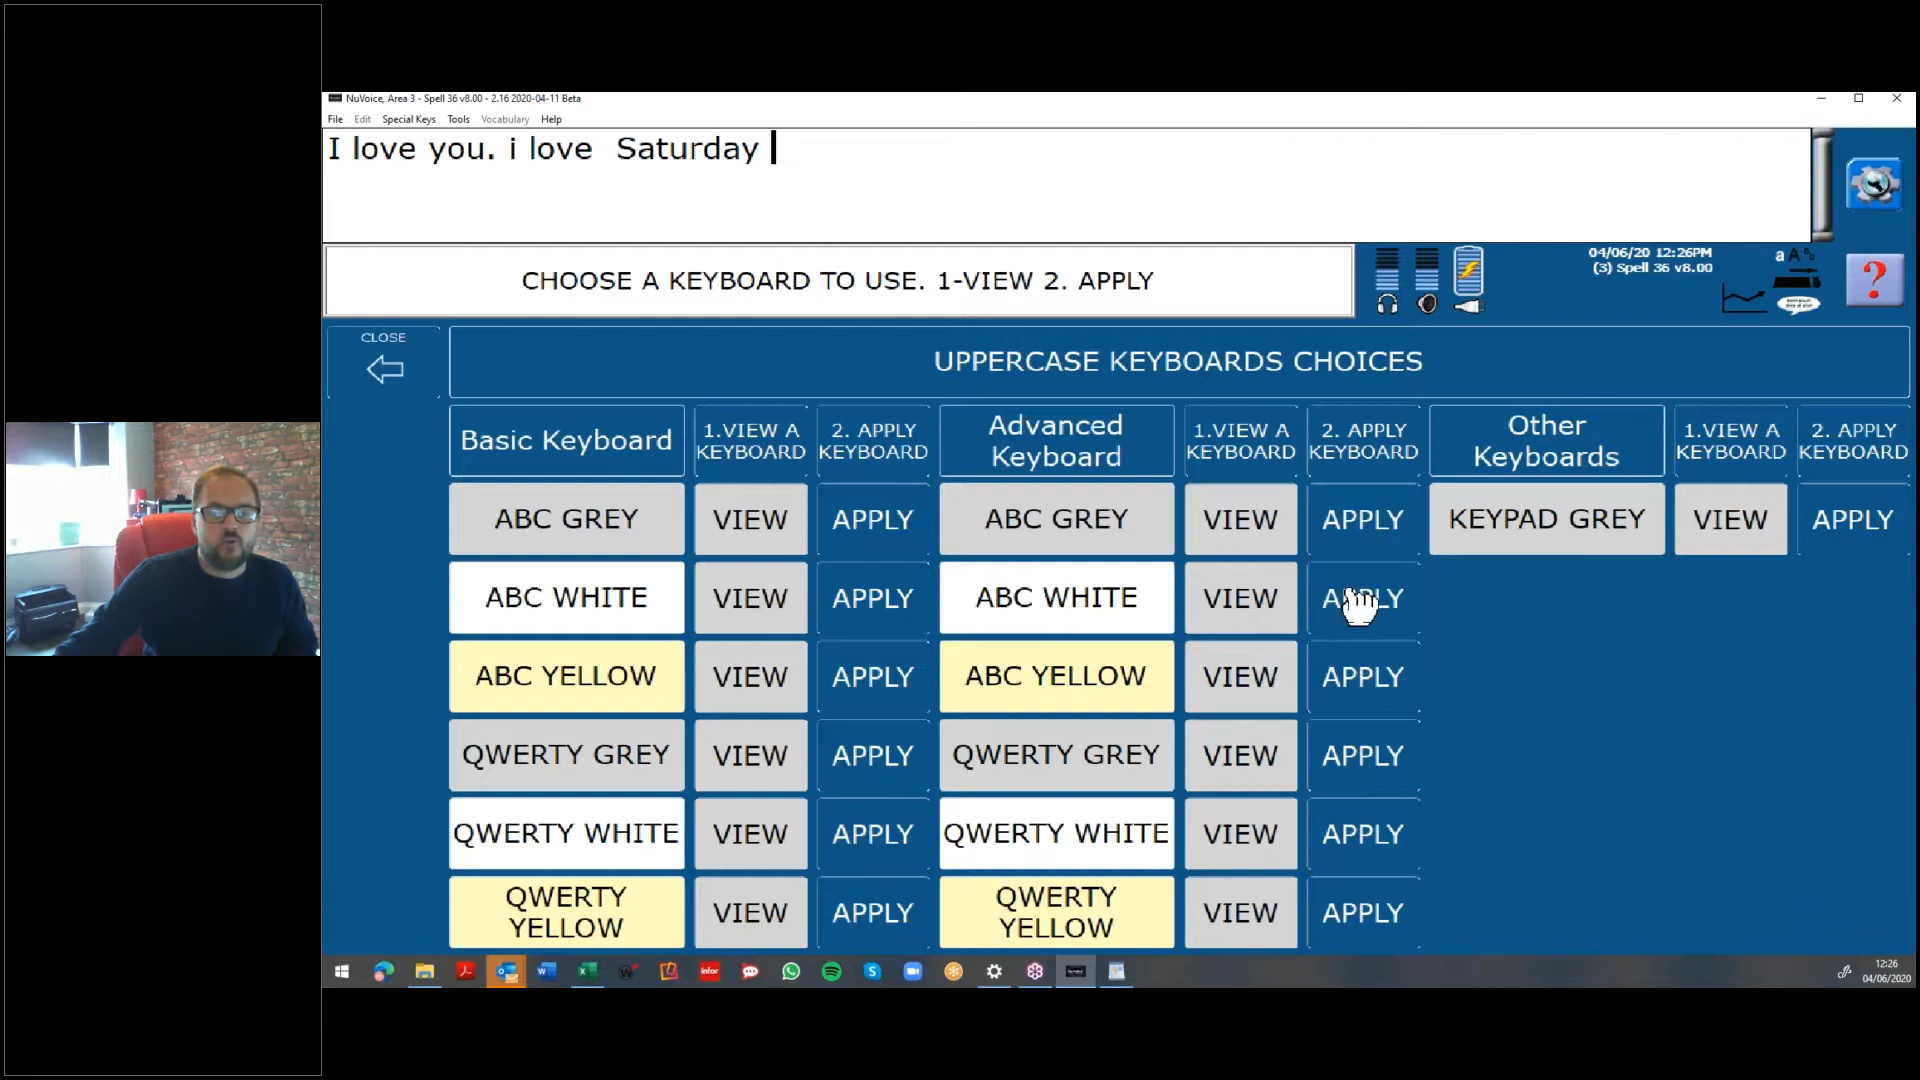 NuVoice, Area 3 - Spell 36 v8.00 - 2.16 2020-04-11 Beta
File Edit Special Keys Tools Vocabulary Help
I love you. i love  Saturday
CHOOSE A KEYBOARD TO USE. 1-VIEW 2. APPLY
04/06/20 12:26PM
(3) Spell 36 v8.00
a A %
?
CLOSE
UPPERCASE KEYBOARDS CHOICES
Basic Keyboard
1.VIEW A
KEYBOARD
2. APPLY
KEYBOARD
Advanced
Keyboard
1.VIEW A
KEYBOARD
2. APPLY
KEYBOARD
Other
Keyboards
1.VIEW A
KEYBOARD
2. APPLY
KEYBOARD
ABC GREY VIEW APPLY ABC GREY VIEW APPLY KEYPAD GREY VIEW APPLY
ABC WHITE VIEW APPLY ABC WHITE VIEW APPLY
ABC YELLOW VIEW APPLY ABC YELLOW VIEW APPLY
QWERTY GREY VIEW APPLY QWERTY GREY VIEW APPLY
QWERTY WHITE VIEW APPLY QWERTY WHITE VIEW APPLY
QWERTY
YELLOW
VIEW APPLY
QWERTY
YELLOW
VIEW APPLY
infor
12:26
04/06/2020